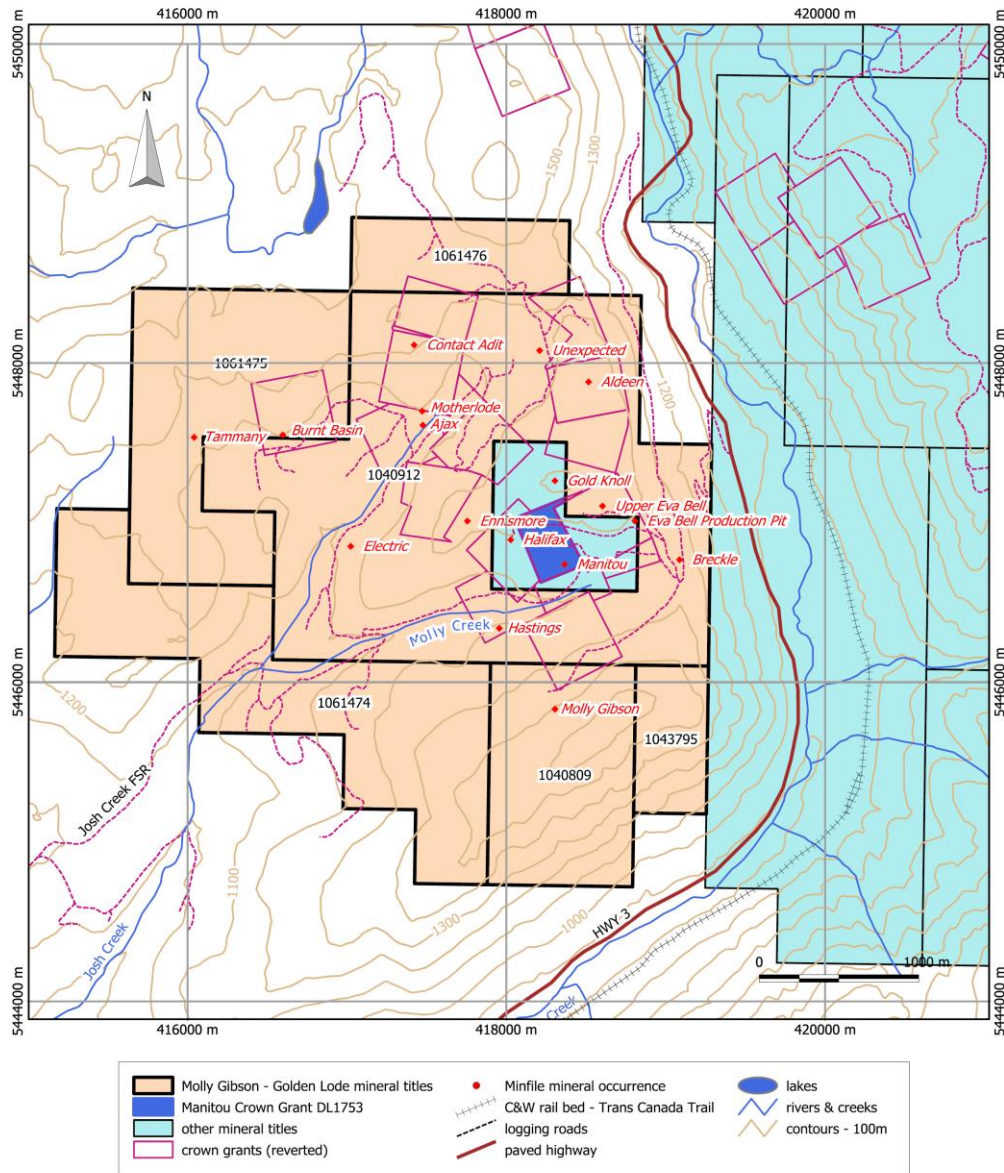 416000 m
418000 m
420000 m
5450000 m
5450000 m
N
1500
1300
1061476
Contact Adit
Unexpected
5448000 m
1061475
Aldeen
5448000 m
1200
Motherlode
Ajax
Tammany
Burnt Basin
1040912
Gold Knoll
Upper Eva Bell
Ennismore
Eva Bell Production Pit
Halifax
Electric
Manitou
Breckle
Hastings
Molly Creek
5446000 m
5446000 m
1200
1061474
Molly Gibson
1043795
1040809
Josh Creek FSR
1100
1300
1000
HWY 3
Josh Creek
0
1000 m
5444000 m
Creek
5444000 m
416000 m
418000 m
420000 m
Molly Gibson - Golden Lode mineral titles
Minfile mineral occurrence
lakes
Manitou Crown Grant DL1753
C&W rail bed - Trans Canada Trail
rivers & creeks
other mineral titles
logging roads
contours - 100m
crown grants (reverted)
paved highway